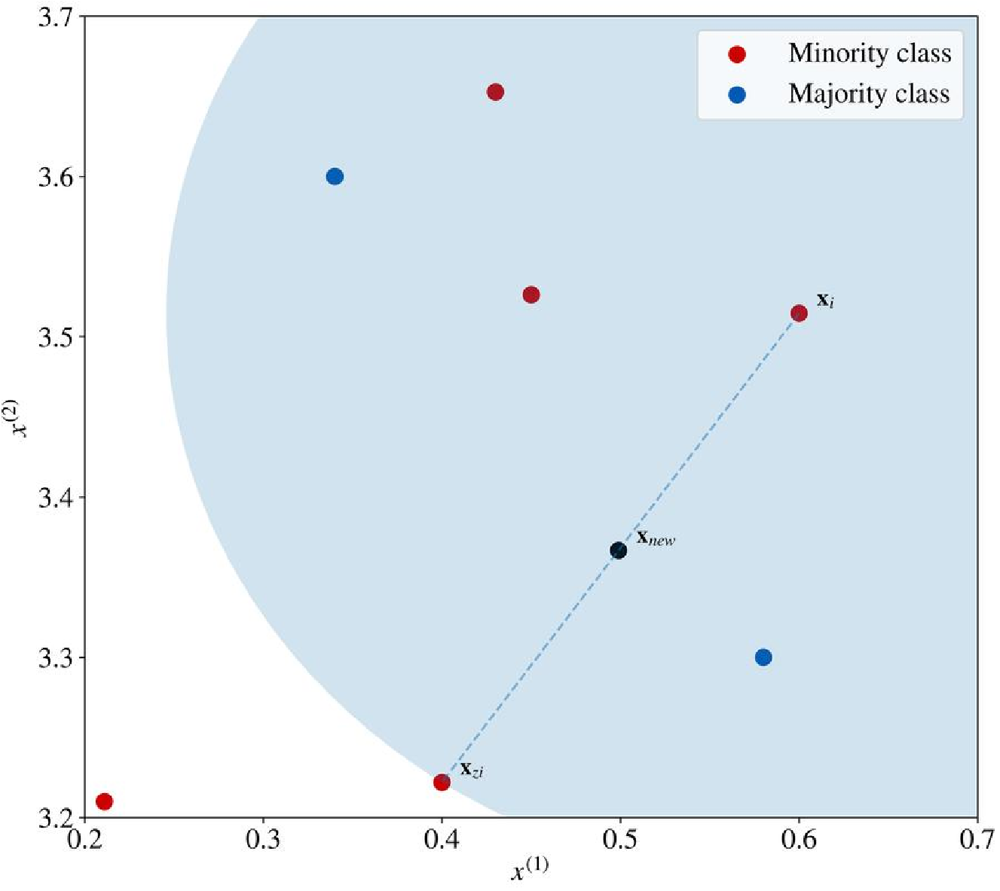 3.7
Minority class
Majority class
3.6
x_i
3.5
x^(2)
3.4
x_new
3.3
x_zi
3.2
0.2 0.3 0.4 0.5 0.6 0.7
x^(1)